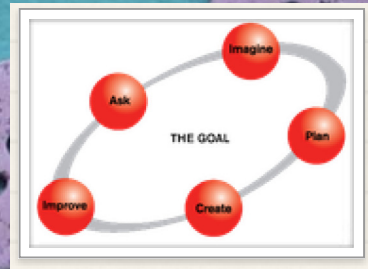 Imagine
Ask
THE GOAL
Plan
Improve
Create